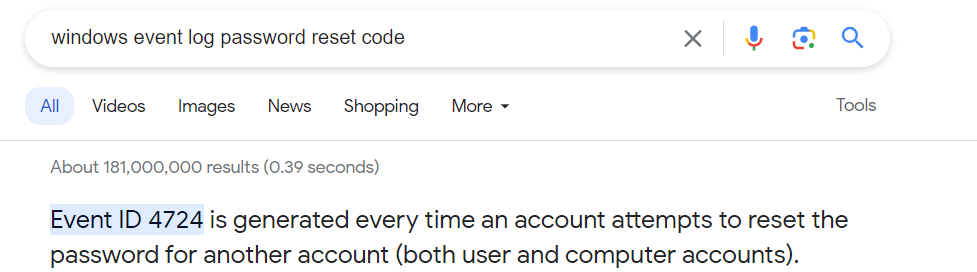 windows event log password reset code
All Videos Images News Shopping More Tools
About 181,000,000 results (0.39 seconds)
Event ID 4724 is generated every time an account attempts to reset the
password for another account (both user and computer accounts).